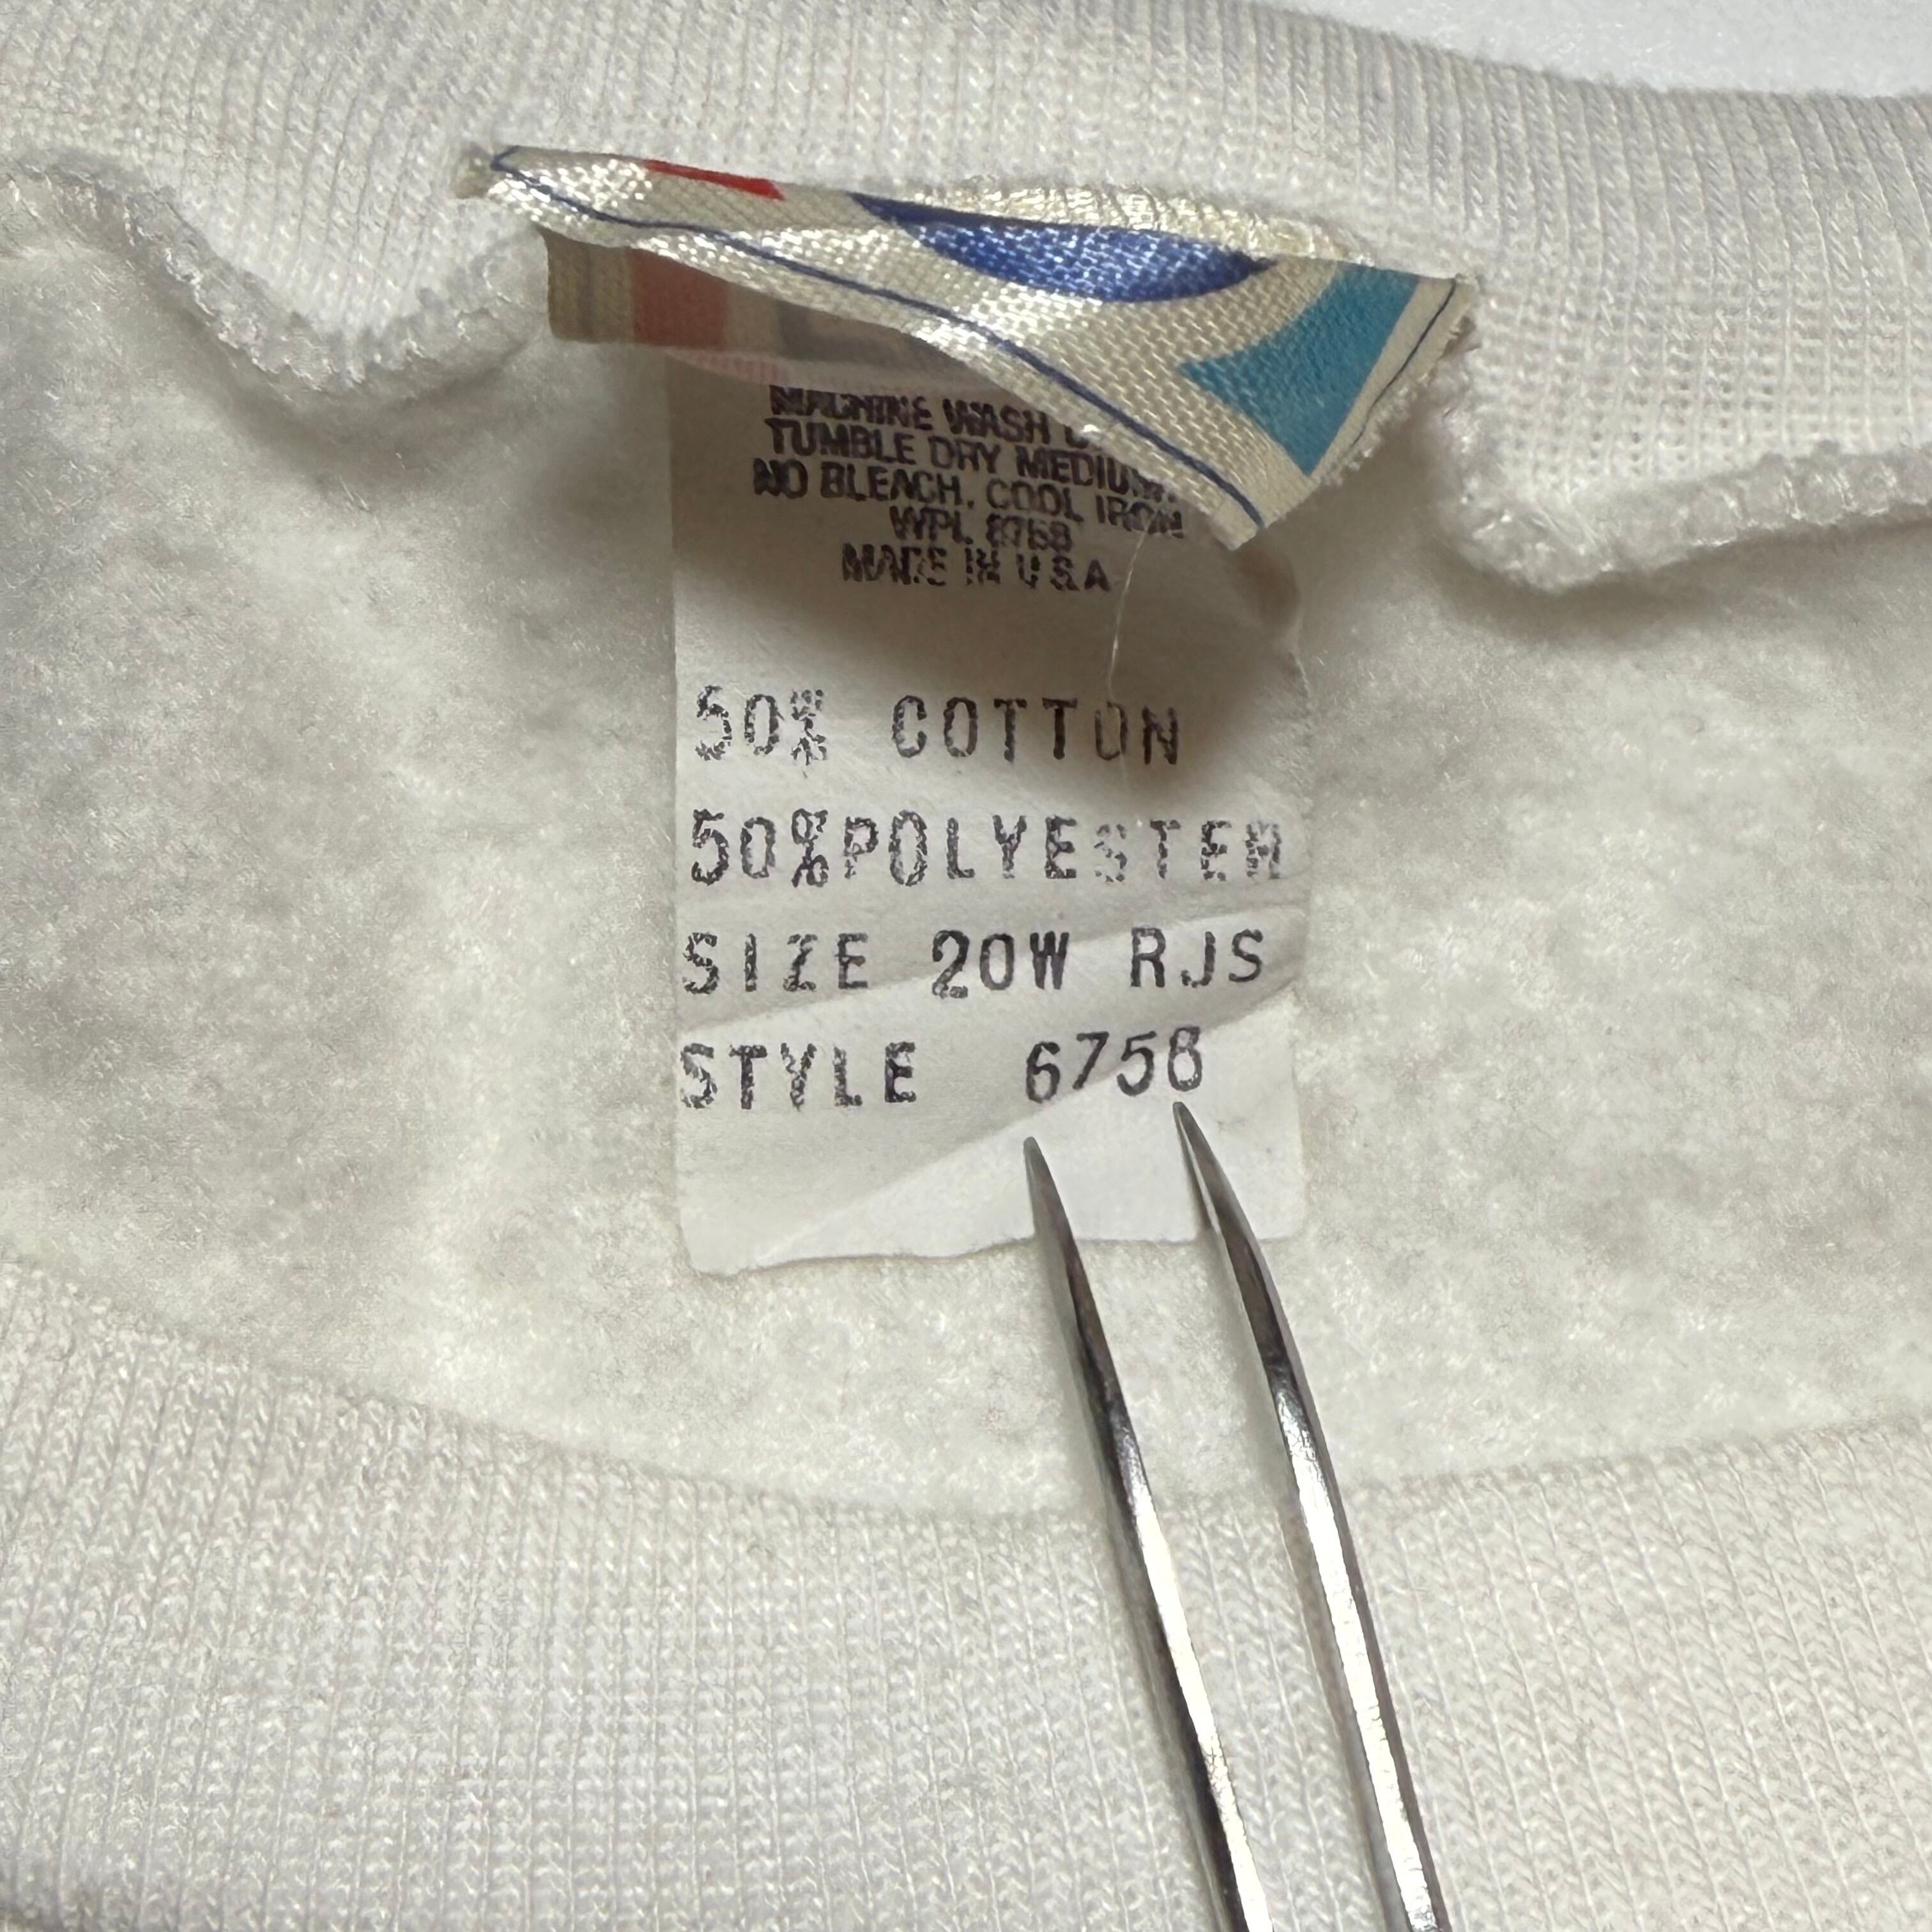 MACHINE WASH
TUMBLE DRY MEDIUM.
NO BLEACH. COOL IRON
WPL 8768
MADE IN U S A
50% COTTON
50%POLYESTER
SIZE 20W RJS
STYLE 6758